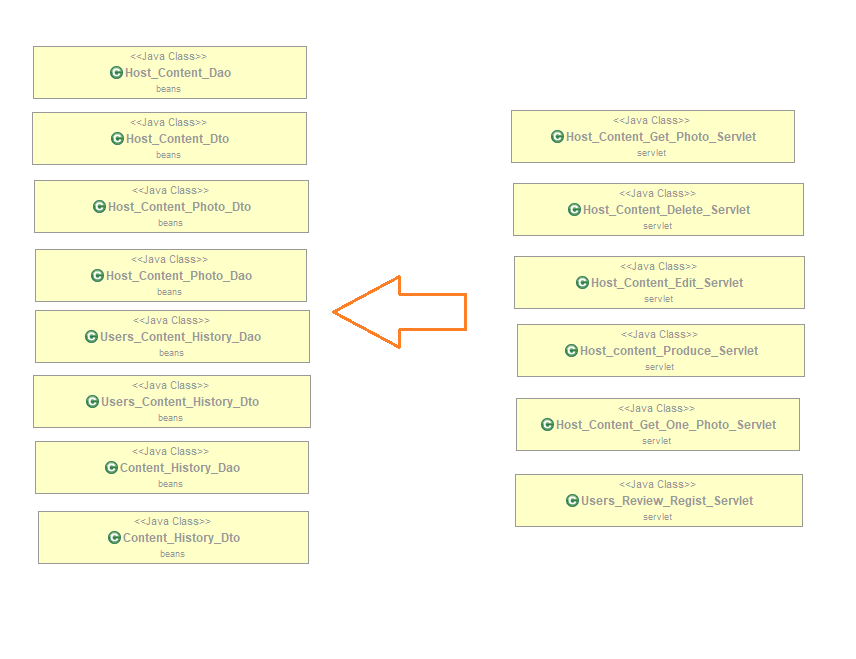 <<Java Class>>
Host_Content_Dao
beans
<<Java Class>>
Host_Content_Dto
beans
<<Java Class>>
Host_Content_Photo_Dto
beans
<<Java Class>>
Host_Content_Photo_Dao
beans
<<Java Class>>
Users_Content_History_Dao
beans
<<Java Class>>
Users_Content_History_Dto
beans
<<Java Class>>
Content_History_Dao
beans
<<Java Class>>
Content_History_Dto
beans
<<Java Class>>
Host_Content_Get_Photo_Servlet
servlet
<<Java Class>>
Host_Content_Delete_Servlet
servlet
<<Java Class>>
Host_Content_Edit_Servlet
servlet
<<Java Class>>
Host_content_Produce_Servlet
servlet
<<Java Class>>
Host_Content_Get_One_Photo_Servlet
servlet
<<Java Class>>
Users_Review_Regist_Servlet
servlet